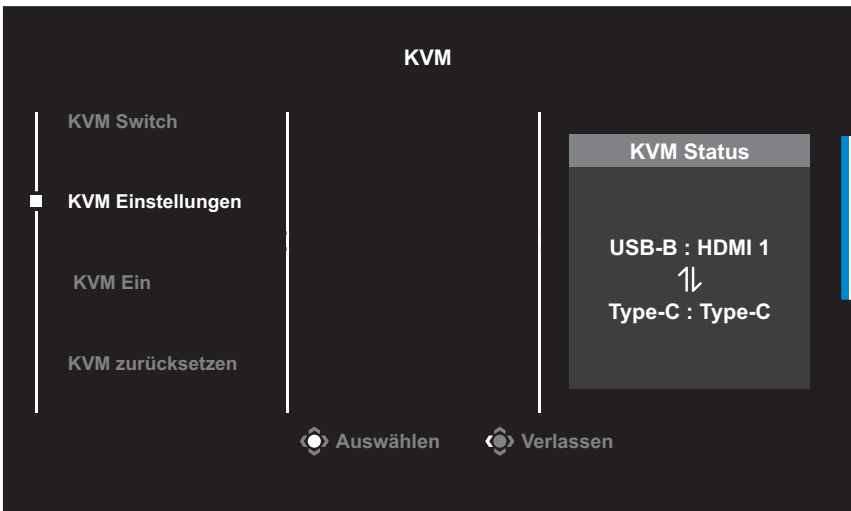 KVM
KVM Switch
KVM Einstellungen
KVM Ein
KVM zurücksetzen
KVM Status
USB-B : HDMI 1
Type-C : Type-C
Auswählen
Verlassen